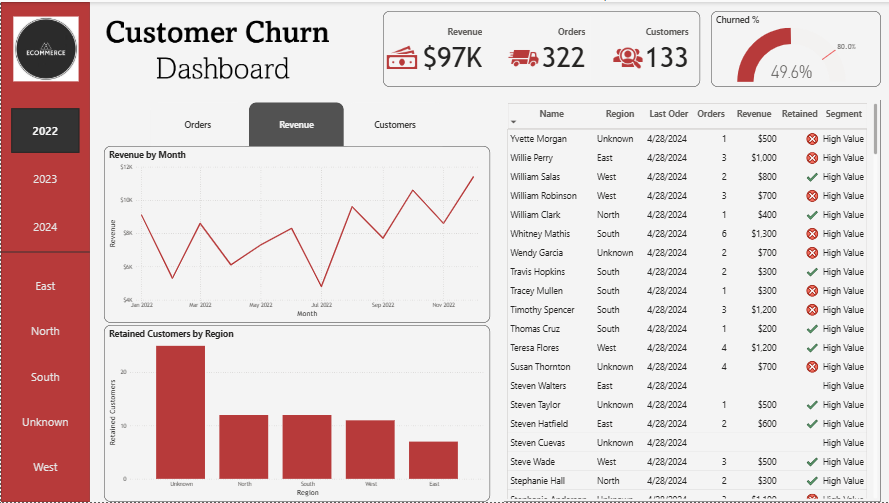 ECOMMERCE
Customer Churn
Dashboard
Revenue
$97K
Orders
322
Customers
133
Churned %
80.0%
49.6%
2022
2023
2024
East
North
South
Unknown
West
Orders
Revenue
Customers
Revenue by Month
Revenue
$12K
$10K
$8K
$6K
$4K
Jan 2022 Mar 2022 May 2022 Jul 2022 Sep 2022 Nov 2022
Month
Retained Customers by Region
Retained Customers
20
10
0
Unknown North South West East
Region
Name Region Last Oder Orders Revenue Retained Segment
Yvette Morgan Unknown 4/28/2024 1 $500 High Value
Willie Perry East 4/28/2024 3 $1,000 High Value
William Salas West 4/28/2024 2 $800 High Value
William Robinson West 4/28/2024 3 $700 High Value
William Clark North 4/28/2024 1 $400 High Value
Whitney Mathis South 4/28/2024 6 $1,300 High Value
Wendy Garcia Unknown 4/28/2024 2 $700 High Value
Travis Hopkins South 4/28/2024 2 $300 High Value
Tracey Mullen South 4/28/2024 1 $300 High Value
Timothy Spencer South 4/28/2024 3 $1,200 High Value
Thomas Cruz South 4/28/2024 1 $200 High Value
Teresa Flores West 4/28/2024 4 $1,200 High Value
Susan Thornton Unknown 4/28/2024 4 $700 High Value
Steven Walters East 4/28/2024 High Value
Steven Taylor Unknown 4/28/2024 1 $500 High Value
Steven Hatfield East 4/28/2024 2 $600 High Value
Steven Cuevas Unknown 4/28/2024 High Value
Steve Wade West 4/28/2024 3 $500 High Value
Stephanie Hall North 4/28/2024 2 $300 High Value